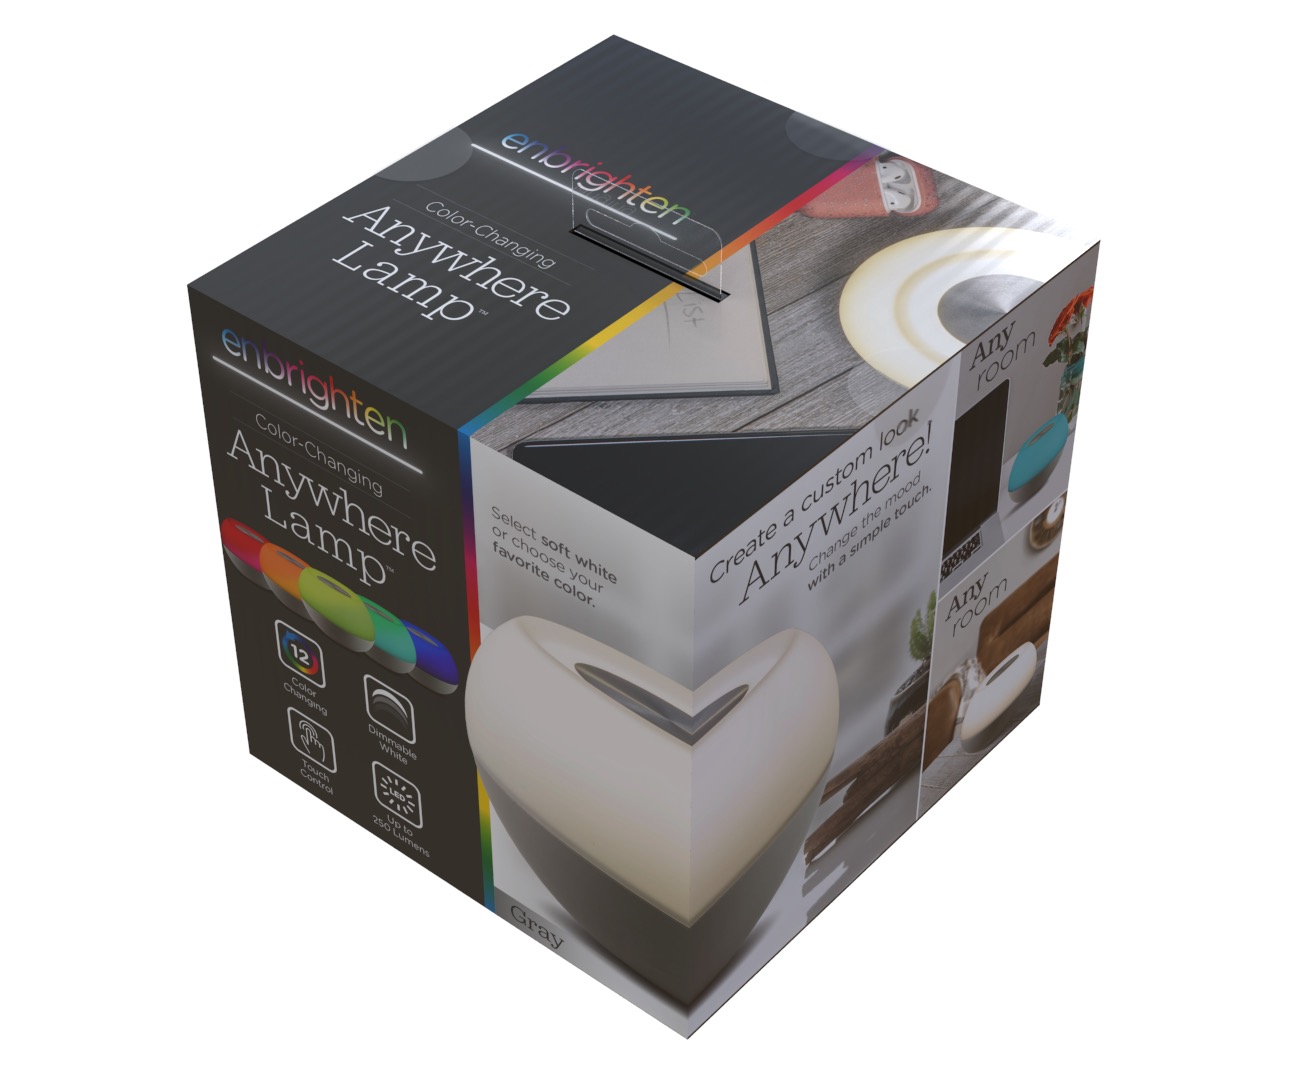 enbrighten
Color-Changing
Anywhere
Lamp™
List
enbrighten
Color-Changing
Anywhere
Lamp™
12
Color
Changing
Dimmable
White
Touch
Control
LED
Up to
250 Lumens
Select soft white
or choose your
favorite color.
Gray
Create a custom look
Anywhere!
Change the mood
with a simple touch.
Any
room
Any
room